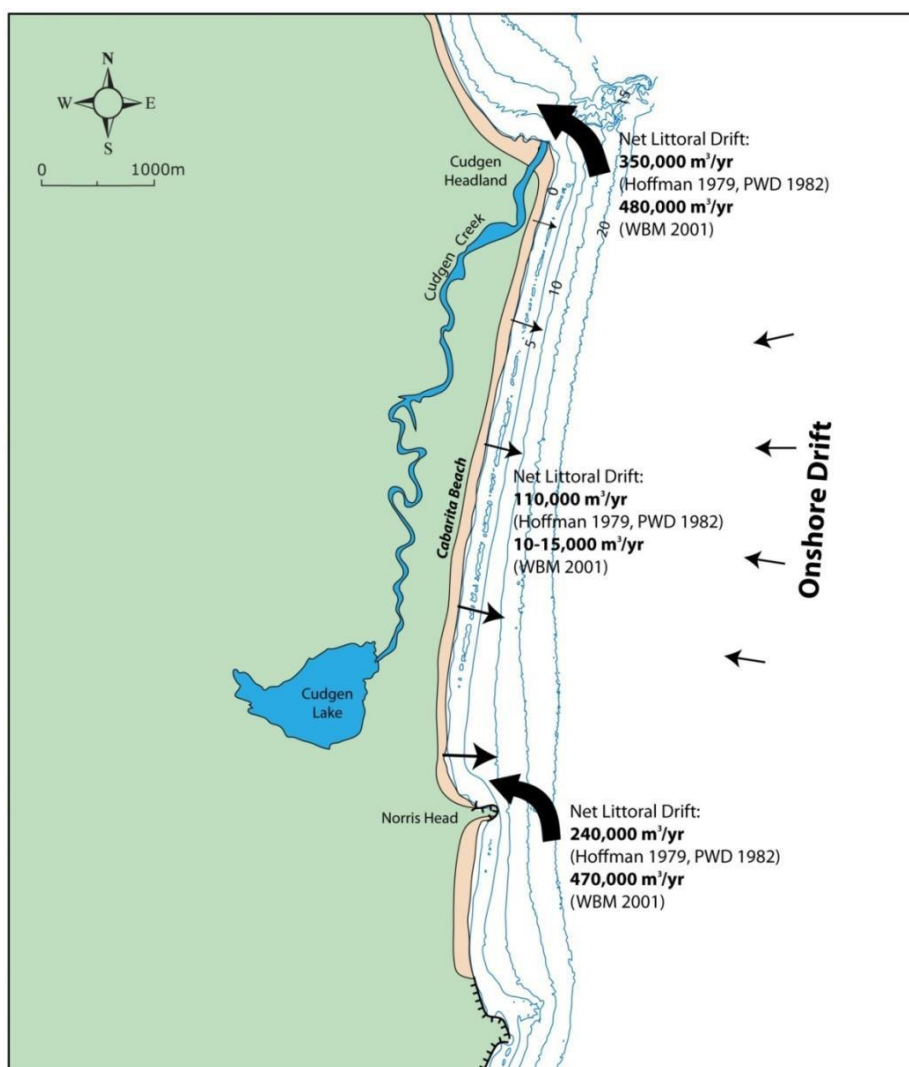 N
W E
S
0 1000m
Cudgen
Headland
Cudgen Creek
15
Net Littoral Drift:
350,000 m³/yr
(Hoffman 1979, PWD 1982)
480,000 m³/yr
(WBM 2001)
0
20
10
5
Cabarita Beach
Net Littoral Drift:
110,000 m³/yr
(Hoffman 1979, PWD 1982)
10-15,000 m³/yr
(WBM 2001)
Onshore Drift
Cudgen
Lake
Norris Head
Net Littoral Drift:
240,000 m³/yr
(Hoffman 1979, PWD 1982)
470,000 m³/yr
(WBM 2001)